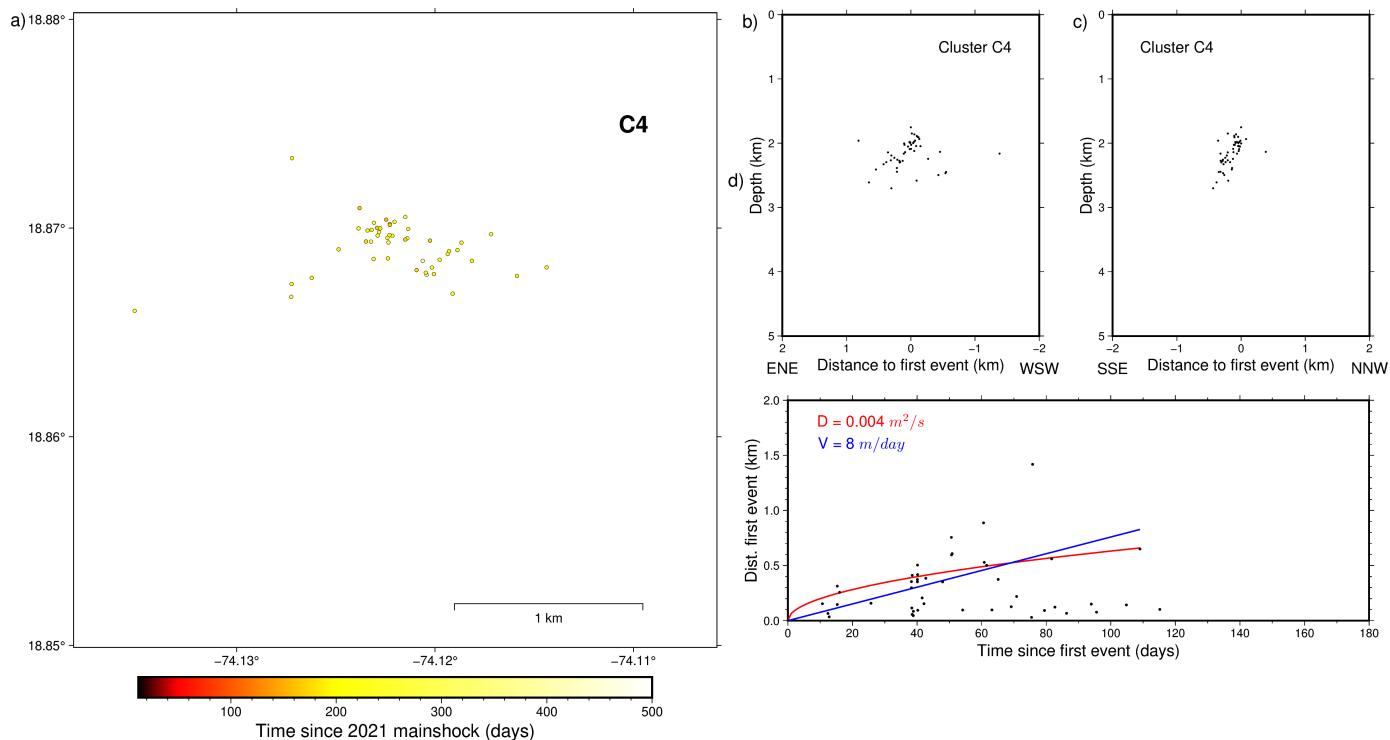 a)
18.88°
18.87°
18.86°
18.85°
C4
1 km
−74.13°
−74.12°
−74.11°
100
200
300
400
500
Time since 2021 mainshock (days)
b)
Cluster C4
0
1
2
3
4
5
Depth (km)
2
1
0
−1
−2
ENE
Distance to first event (km)
WSW
c)
Cluster C4
0
1
2
3
4
5
Depth (km)
−2
−1
0
1
2
SSE
Distance to first event (km)
NNW
d)
D = 0.004 m²/s
V = 8 m/day
2.0
1.5
1.0
0.5
0.0
Dist. first event (km)
0
20
40
60
80
100
120
140
160
180
Time since first event (days)